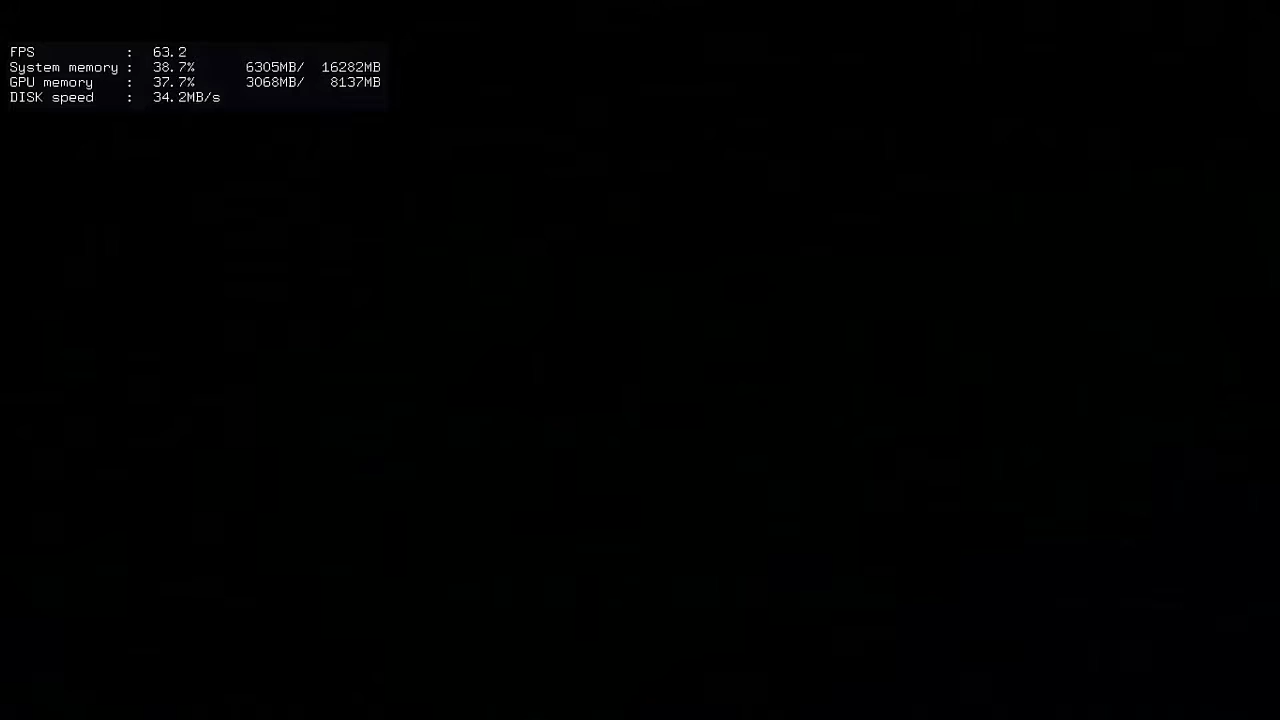 FPS : 63.2
System memory : 38.7% 6305MB/ 16282MB
GPU memory : 37.7% 3068MB/ 8137MB
DISK speed : 34.2MB/s